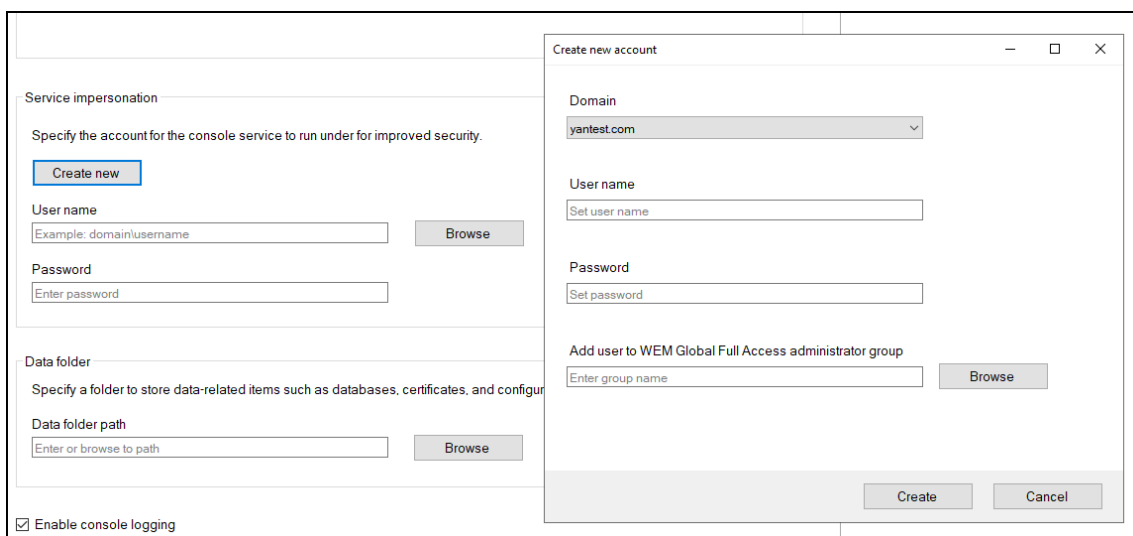 Service impersonation
Specify the account for the console service to run under for improved security.
Create new
User name
Example: domain\username
Browse
Password
Enter password
Data folder
Specify a folder to store data-related items such as databases, certificates, and configur
Data folder path
Enter or browse to path
Browse
Enable console logging
Create new account
Domain
yantest.com
User name
Set user name
Password
Set password
Add user to WEM Global Full Access administrator group
Enter group name
Browse
Create
Cancel